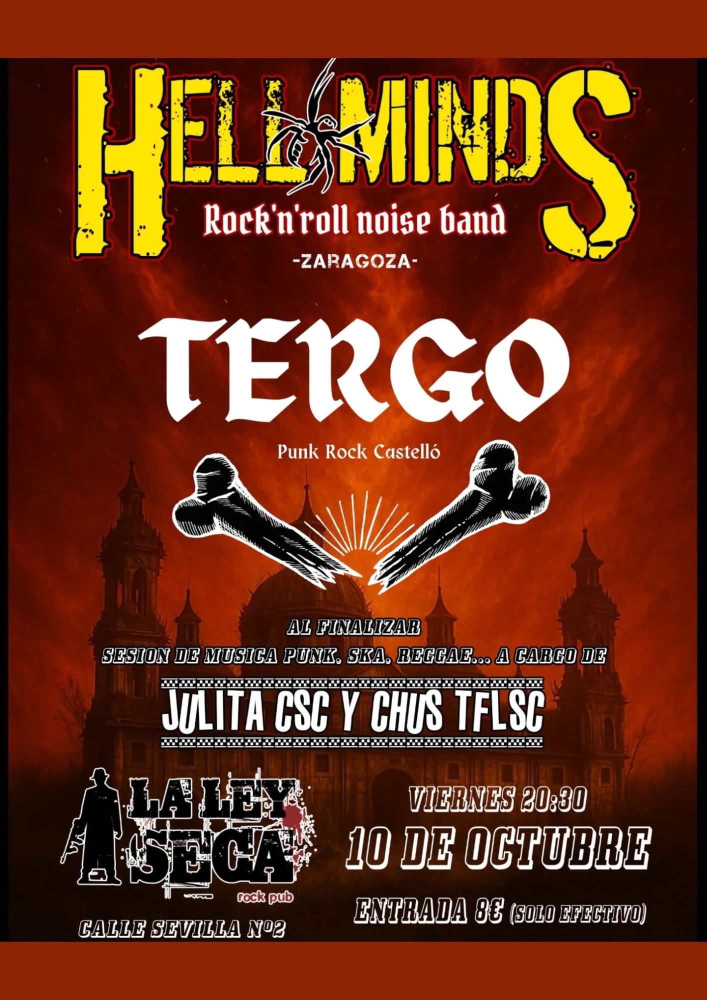 HELL MINDS
Rock'n'roll noise band
-ZARAGOZA-
TERGO
Punk Rock Castelló
AL FINALIZAR
SESION DE MUSICA PUNK, SKA, REGGAE... A CARGO DE
JULITA CSC Y CHUS TFLSC
LA LEY
SECA
rock pub
CALLE SEVILLA Nº2
VIERNES 20:30
10 DE OCTUBRE
ENTRADA 8€ (SOLO EFECTIVO)